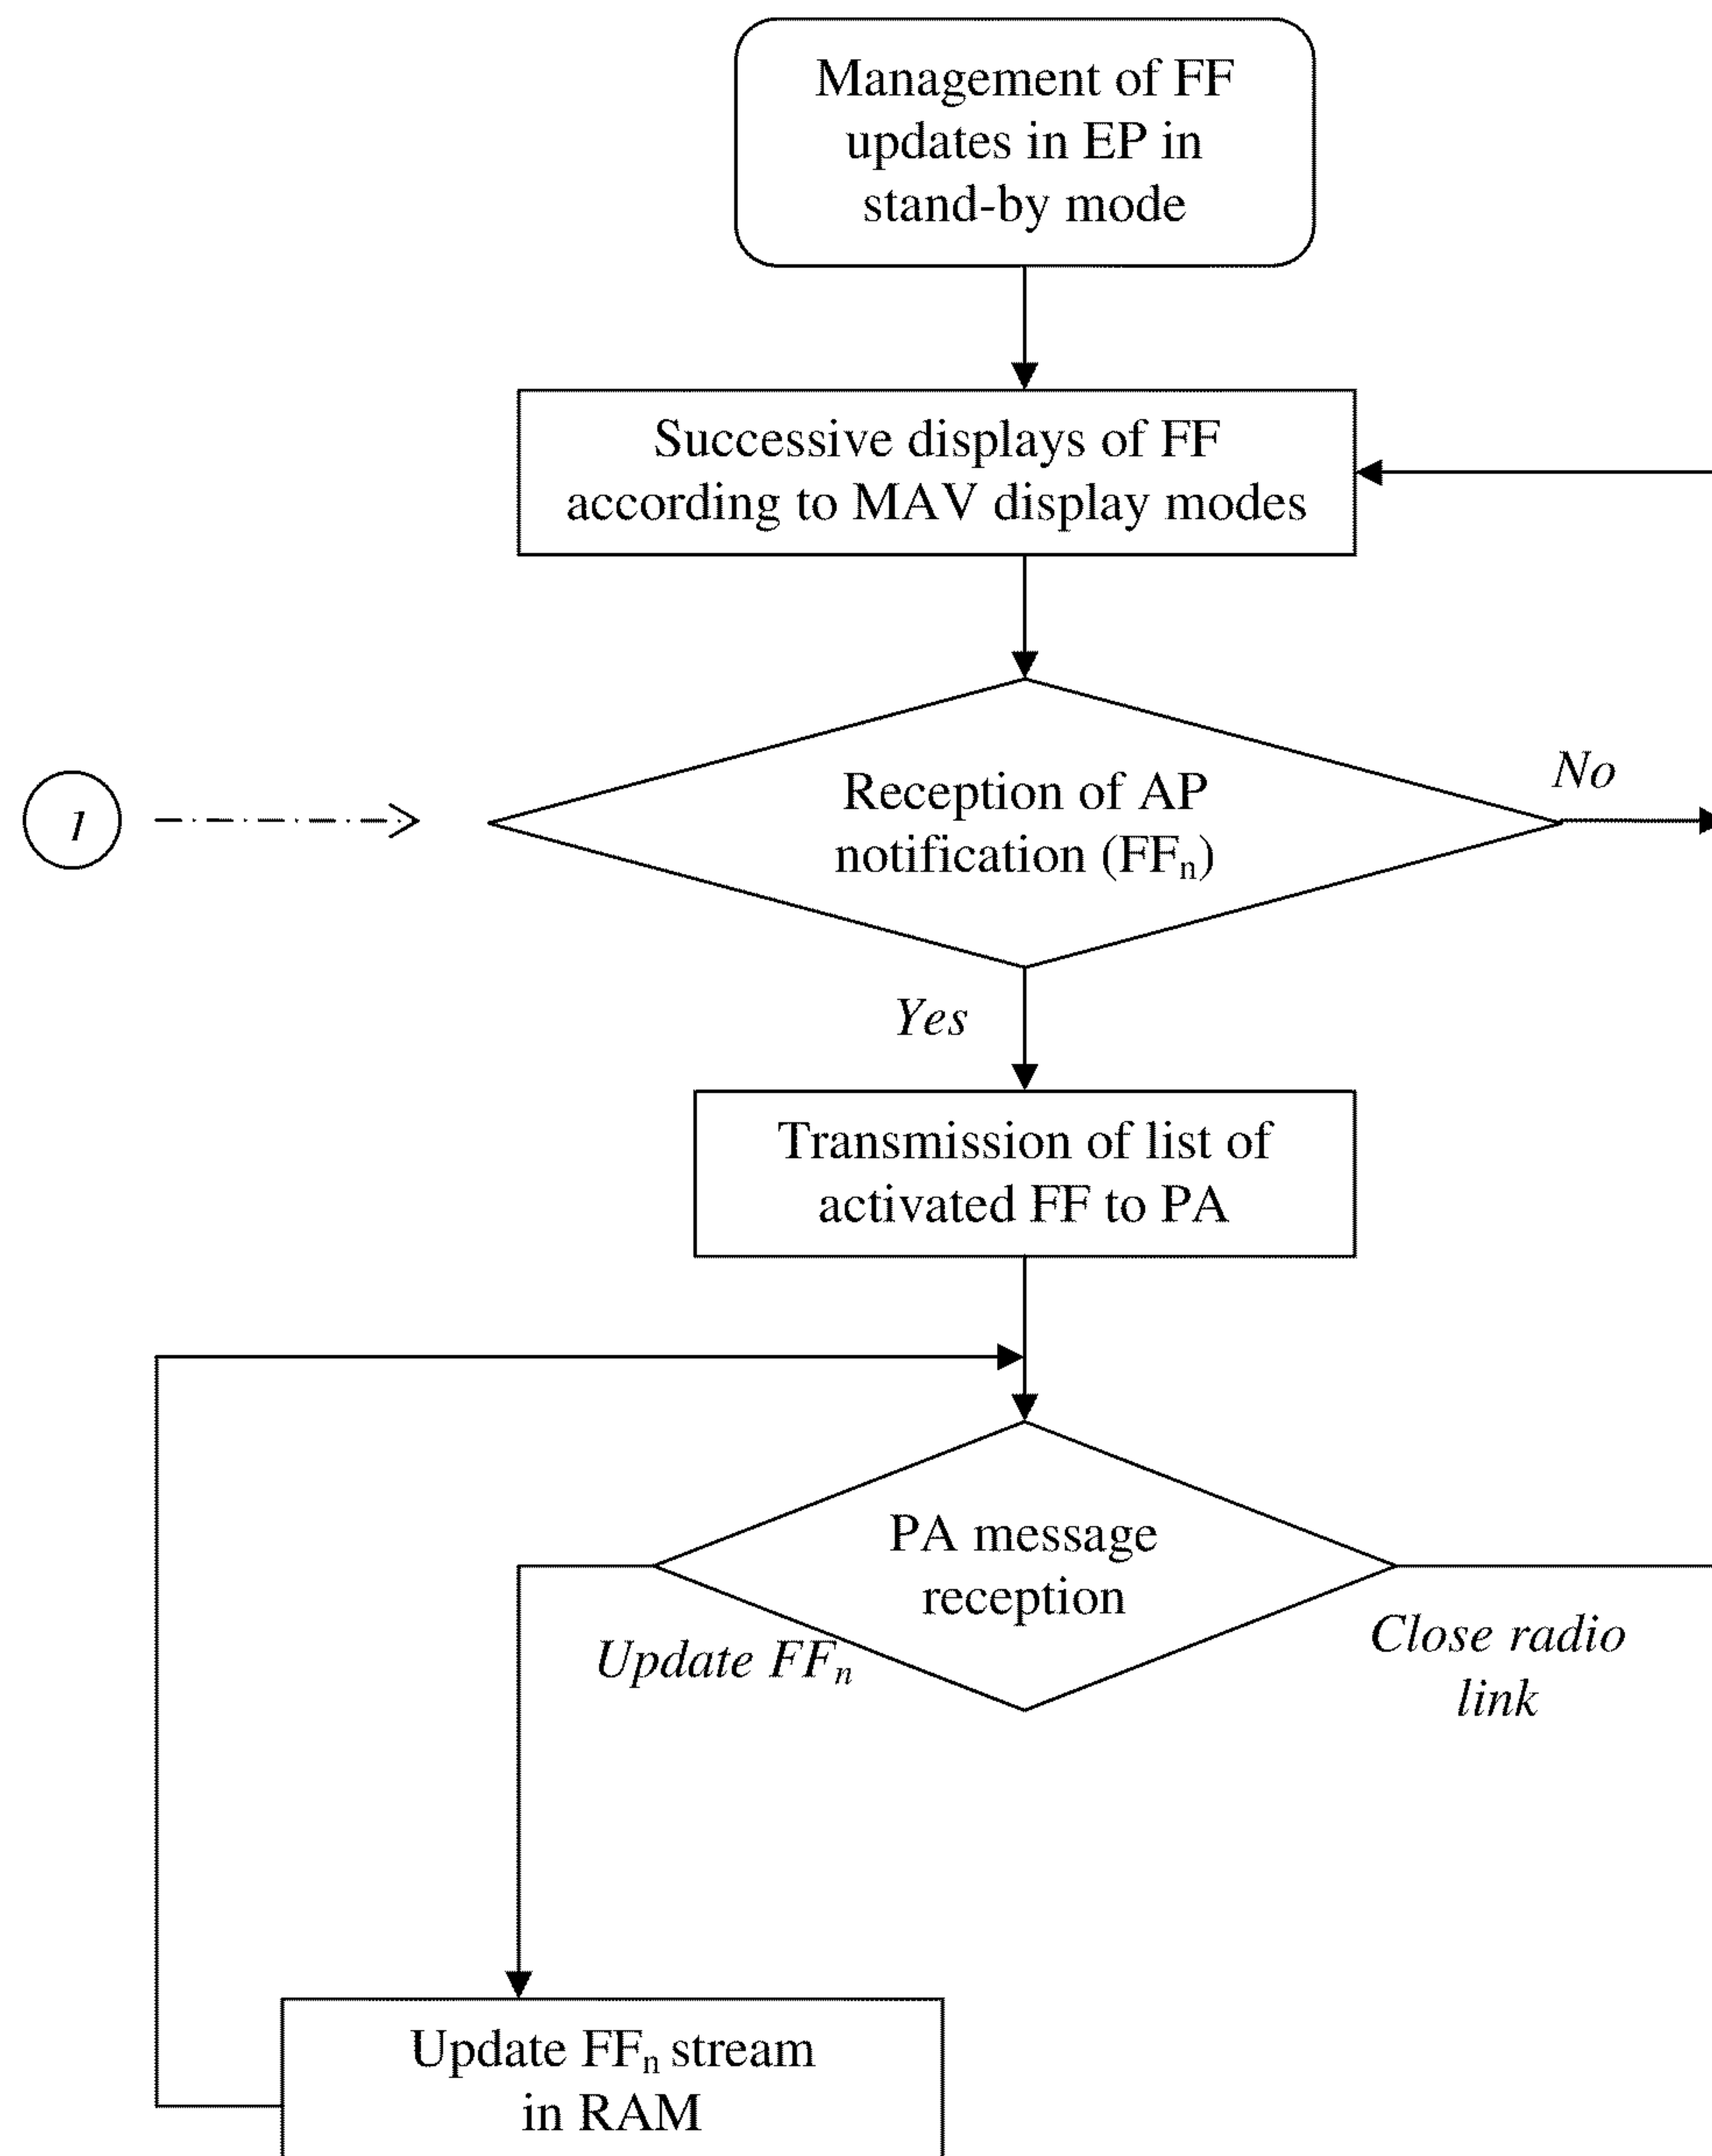 Management of FF
updates in EP in
stand-by mode
Successive displays of FF
according to MAV display modes
1
Reception of AP
notification (FFn)
No
Yes
Transmission of list of
activated FF to PA
PA message
reception
Update FFn
Close radio
link
Update FFn stream
in RAM